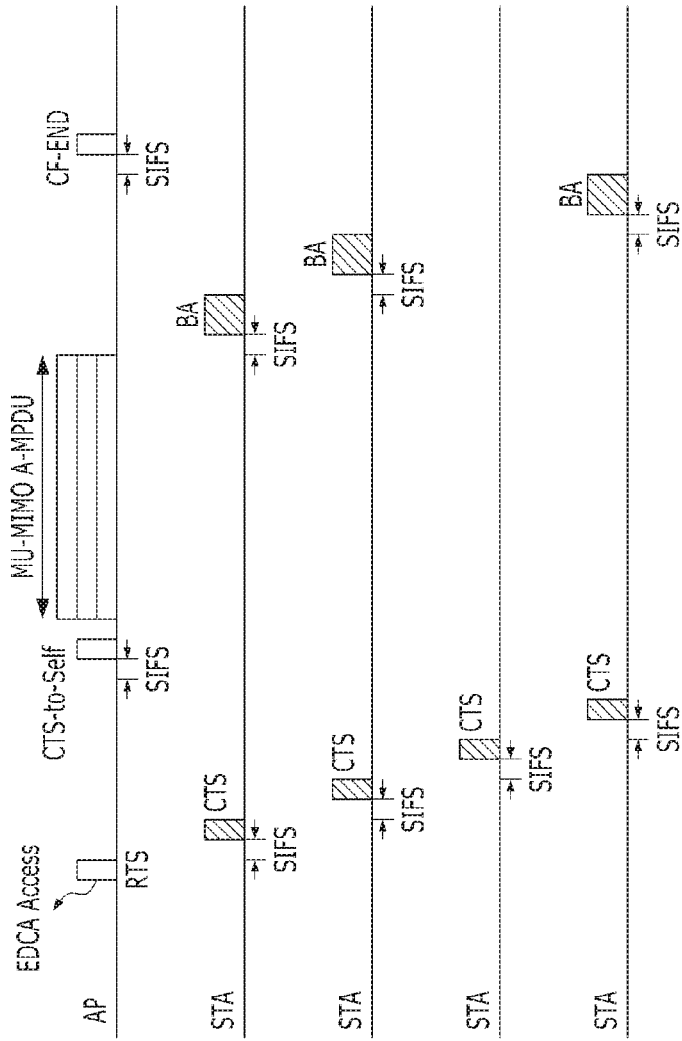 AP
EDCA Access
RTS
CTS-to-Self
SIFS
MU-MIMO A-MPDU
CF-END
SIFS
STA
CTS
SIFS
BA
SIFS
STA
CTS
SIFS
BA
SIFS
STA
CTS
SIFS
STA
CTS
SIFS
BA
SIFS